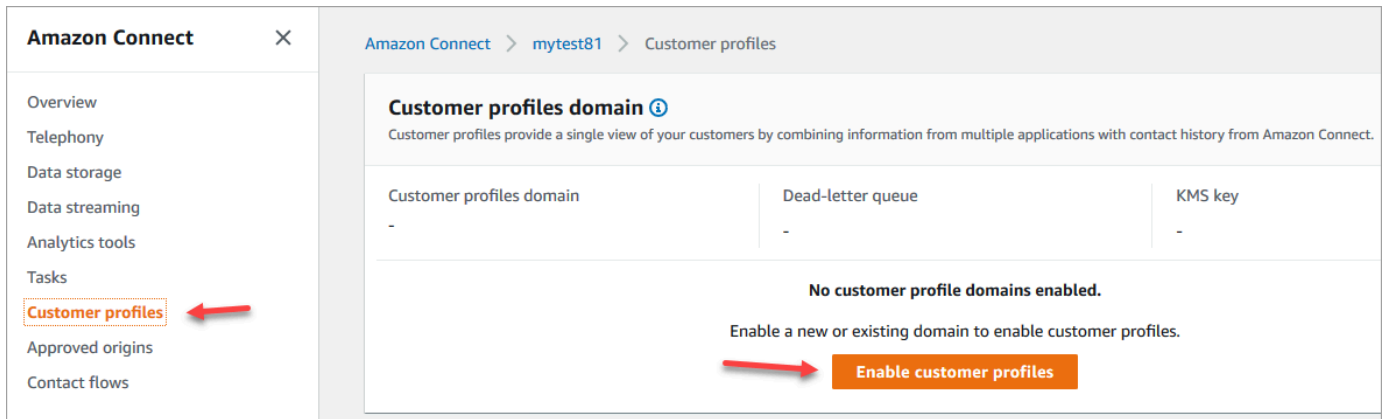 Amazon Connect
Overview
Telephony
Data storage
Data streaming
Analytics tools
Tasks
Customer profiles
Approved origins
Contact flows
Amazon Connect > mytest81 > Customer profiles
Customer profiles domain
Customer profiles provide a single view of your customers by combining information from multiple applications with contact history from Amazon Connect.
Customer profiles domain
-
Dead-letter queue
-
KMS key
-
No customer profile domains enabled.
Enable a new or existing domain to enable customer profiles.
Enable customer profiles